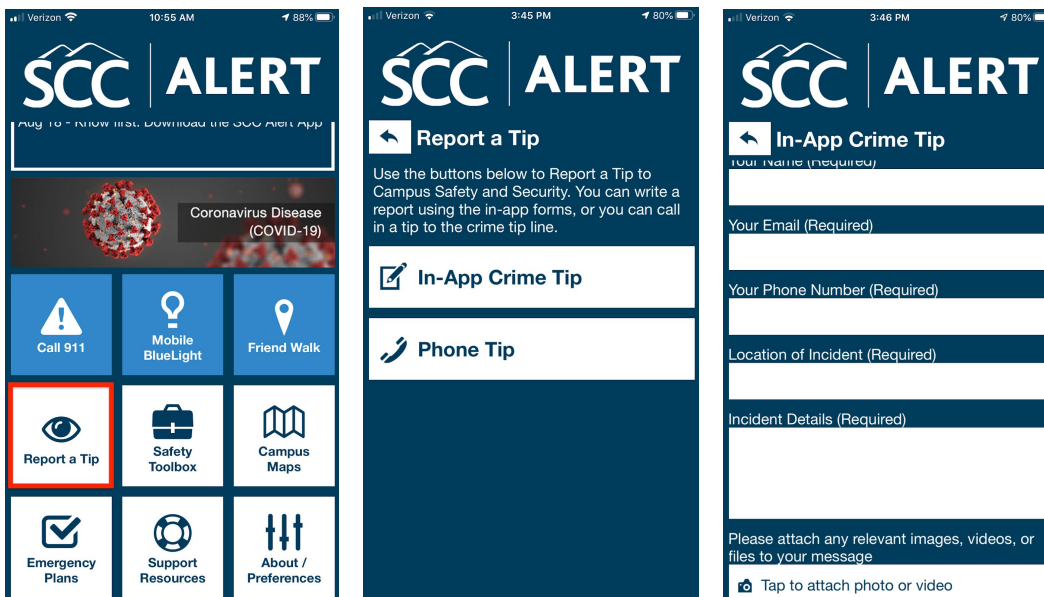 Verizon 10:55 AM 88%
SCC ALERT
Aug 18 - Know first. Download the SCC Alert App
Coronavirus Disease
(COVID-19)
Call 911
Mobile
BlueLight
Friend Walk
Report a Tip
Safety
Toolbox
Campus
Maps
Emergency
Plans
Support
Resources
About /
Preferences
Verizon 3:45 PM 80%
SCC ALERT
Report a Tip
Use the buttons below to Report a Tip to
Campus Safety and Security. You can write a
report using the in-app forms, or you can call
in a tip to the crime tip line.
In-App Crime Tip
Phone Tip
Verizon 3:46 PM 80%
SCC ALERT
In-App Crime Tip
Your Name (Required)
Your Email (Required)
Your Phone Number (Required)
Location of Incident (Required)
Incident Details (Required)
Please attach any relevant images, videos, or
files to your message
Tap to attach photo or video